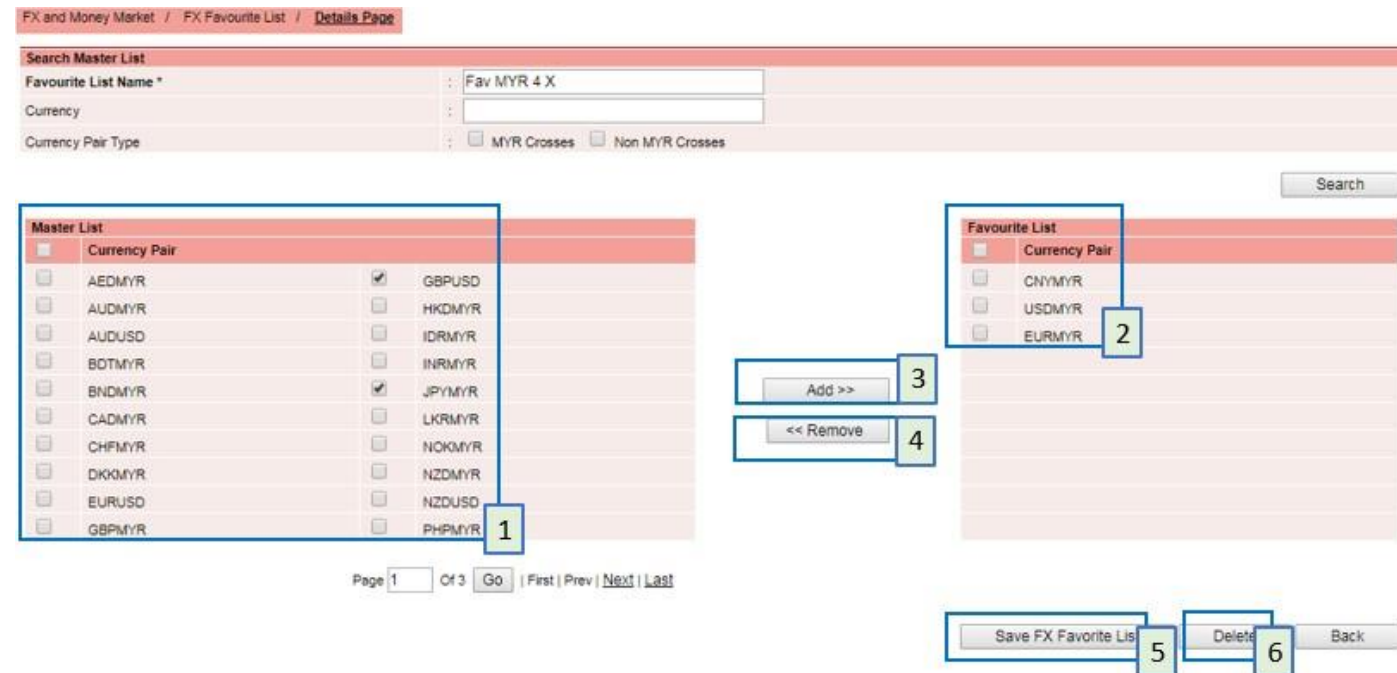 FX and Money Market / FX Favourite List / Details Page
Search Master List
Favourite List Name * : Fav MYR 4 X
Currency :
Currency Pair Type : MYR Crosses Non MYR Crosses
Search
Master List
Currency Pair
AEDMYR GBPUSD
AUDMYR HKDMYR
AUDUSD IDRMYR
BDTMYR INRMYR
BNDMYR JPYMYR
CADMYR LKRMYR
CHFMYR NOKMYR
DKKMYR NZDMYR
EURUSD NZDUSD
GBPMYR PHPMYR
1
Page 1 Of 3 Go | First | Prev | Next | Last
Add >> 3
<< Remove 4
Favourite List
Currency Pair
CNYMYR
USDMYR
EURMYR
2
Save FX Favorite Lis 5 Delete 6 Back